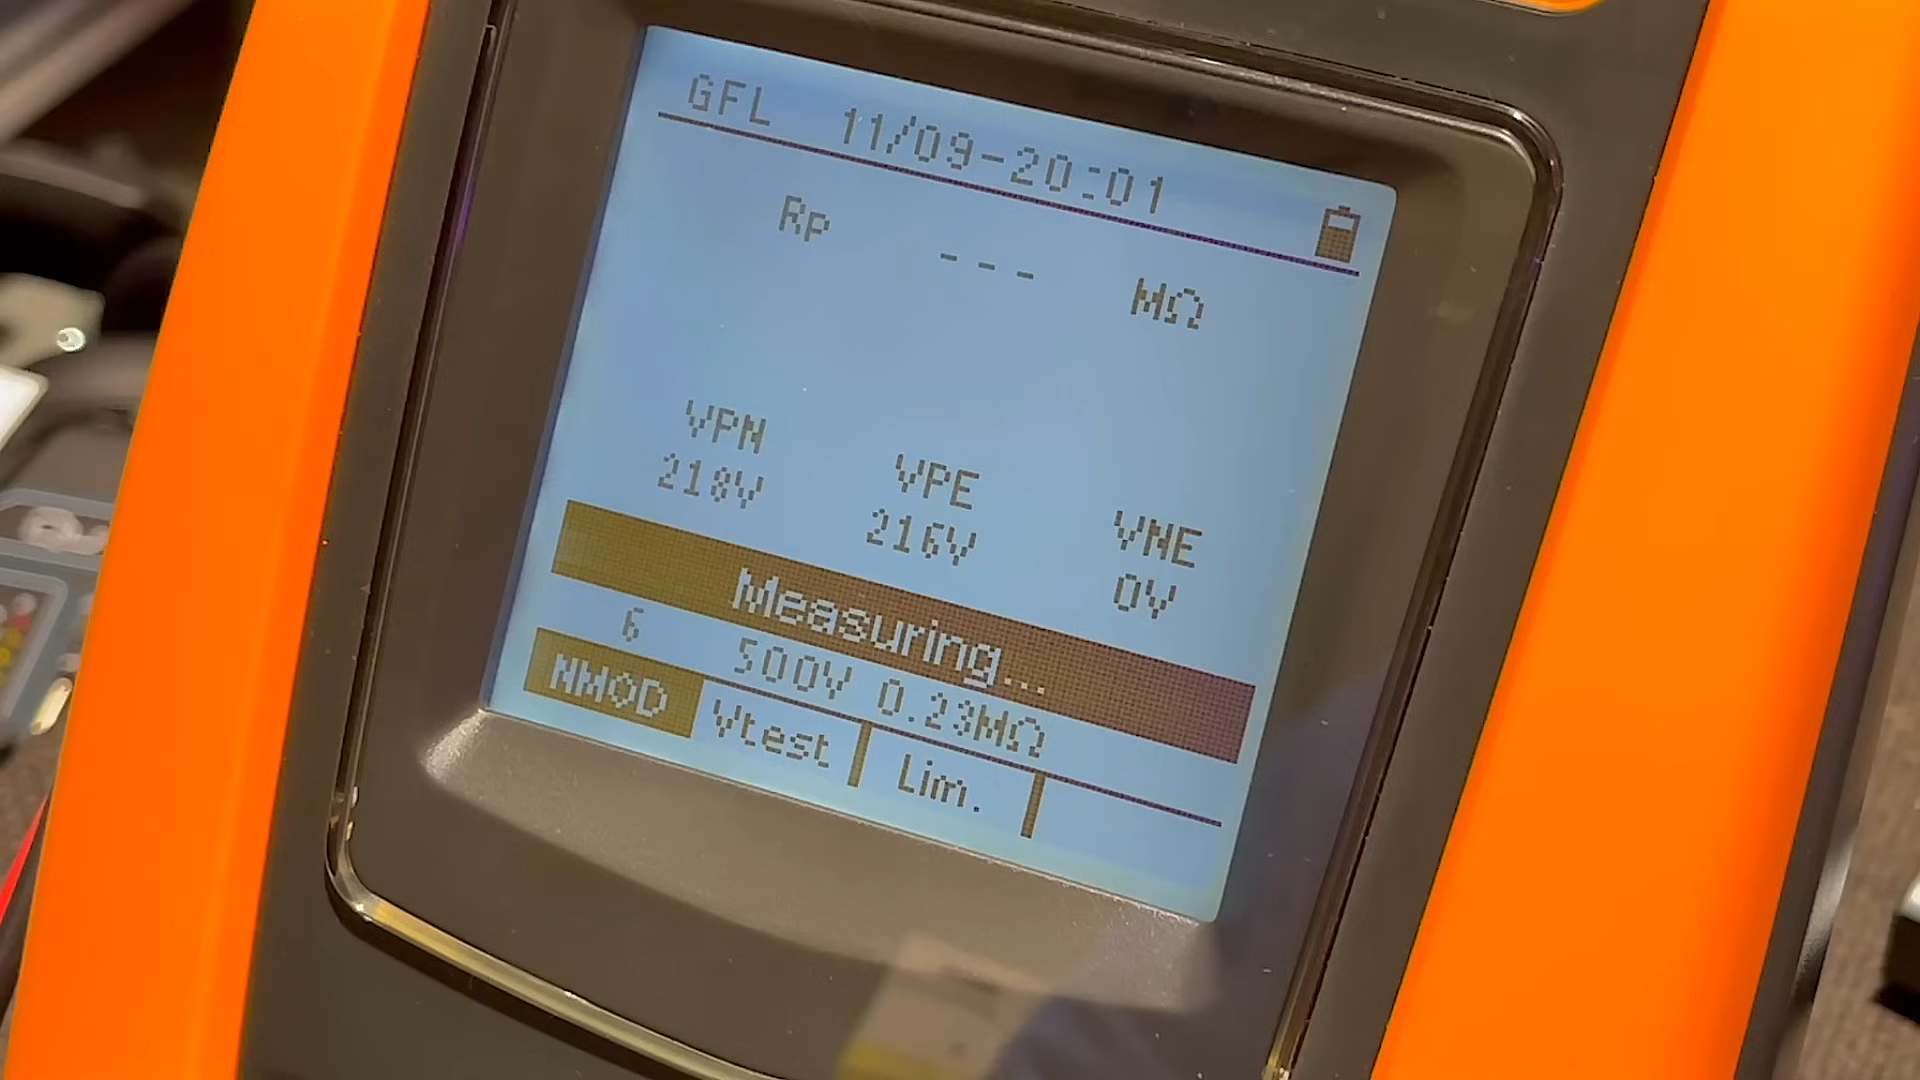 GFL 11/09-20:01
Rp --- MΩ
VPN VPE VNE
218V 216V 0V
Measuring...
6 500V 0.23MΩ
NMOD Vtest Lim.